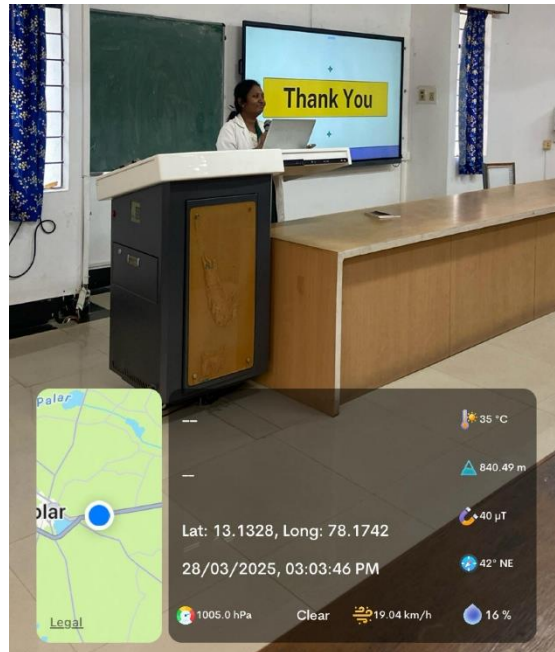 Thank You
Palar
olar
Legal
--
--
Lat: 13.1328, Long: 78.1742
28/03/2025, 03:03:46 PM
35 °C
840.49 m
40 μT
42° NE
1005.0 hPa
Clear
19.04 km/h
16 %